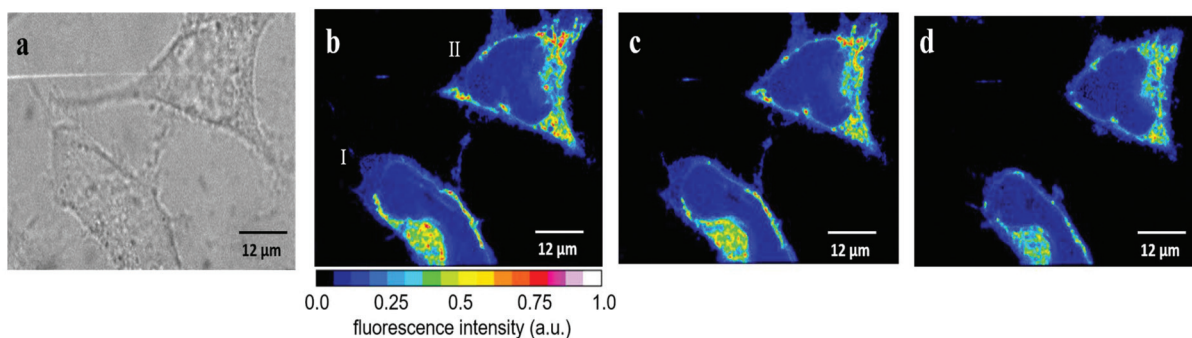 a
b
c
d
II
I
12 µm
12 µm
12 µm
12 µm
0.0 0.25 0.5 0.75 1.0
fluorescence intensity (a.u.)